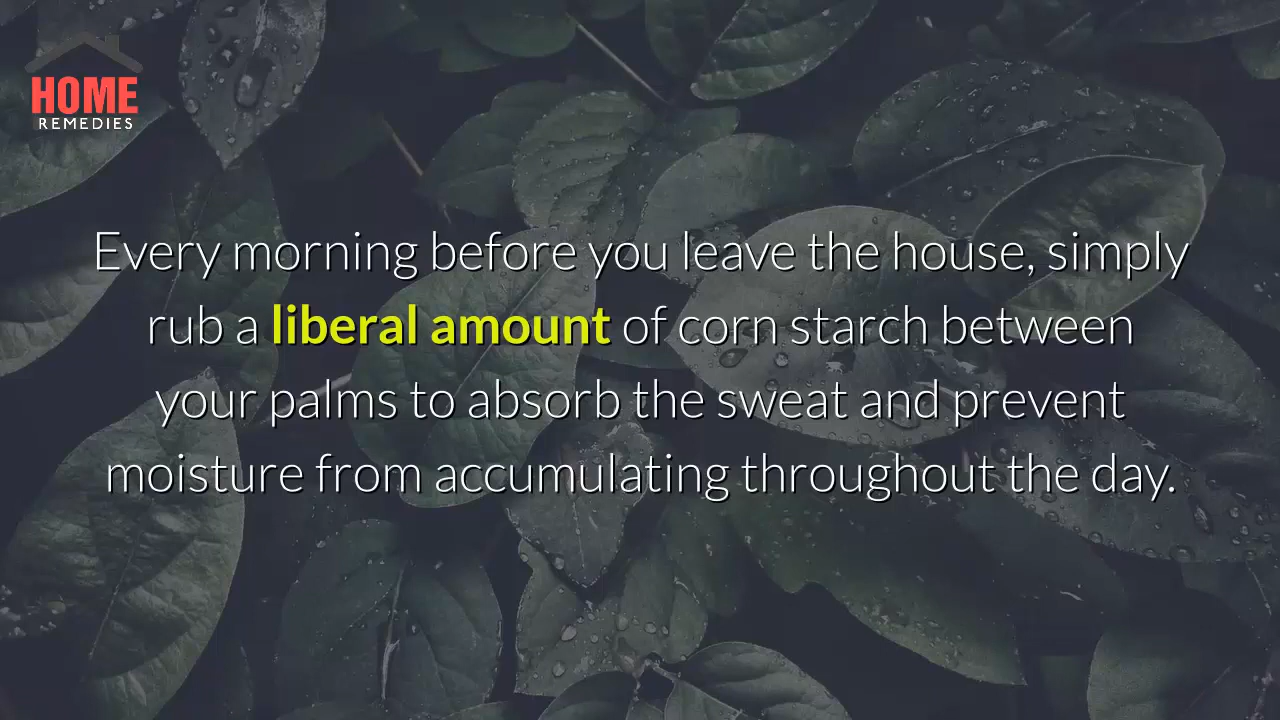 HOME
REMEDIES
Every morning before you leave the house, simply
rub a liberal amount of corn starch between
your palms to absorb the sweat and prevent
moisture from accumulating throughout the day.